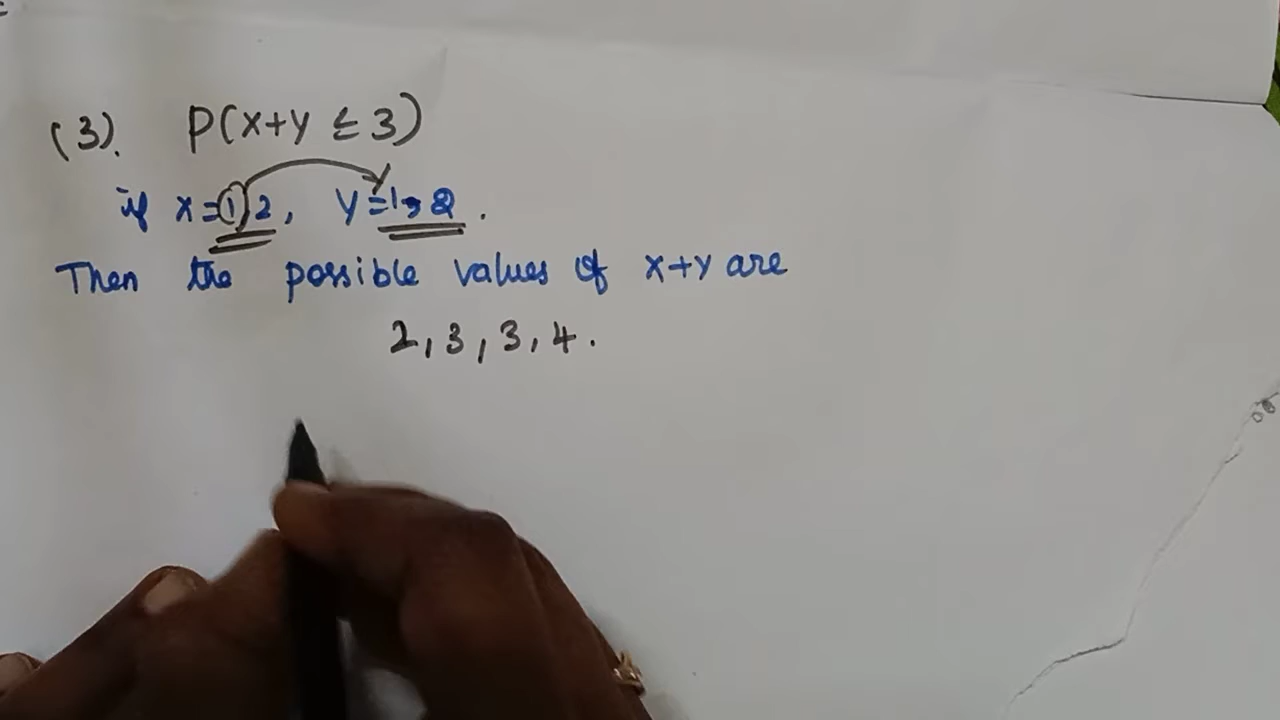 (3). P(X+Y ≤ 3)
if X=1,2, Y=1,2.
Then the possible values of X+Y are
2, 3, 3, 4.